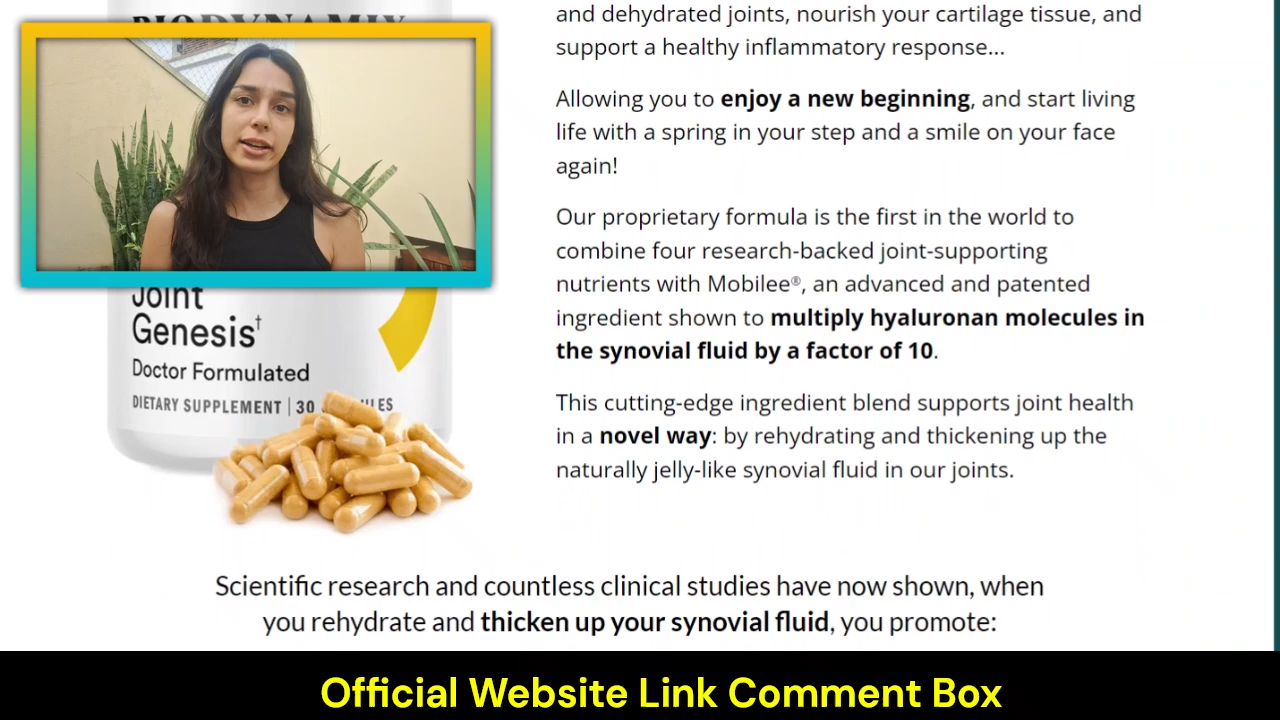 BIODYNAMIX
Joint
Genesis†
Doctor Formulated
DIETARY SUPPLEMENT | 30
and dehydrated joints, nourish your cartilage tissue, and
support a healthy inflammatory response...
Allowing you to enjoy a new beginning, and start living
life with a spring in your step and a smile on your face
again!
Our proprietary formula is the first in the world to
combine four research-backed joint-supporting
nutrients with Mobilee®, an advanced and patented
ingredient shown to multiply hyaluronan molecules in
the synovial fluid by a factor of 10.
This cutting-edge ingredient blend supports joint health
in a novel way: by rehydrating and thickening up the
naturally jelly-like synovial fluid in our joints.
Scientific research and countless clinical studies have now shown, when
you rehydrate and thicken up your synovial fluid, you promote:
Official Website Link Comment Box